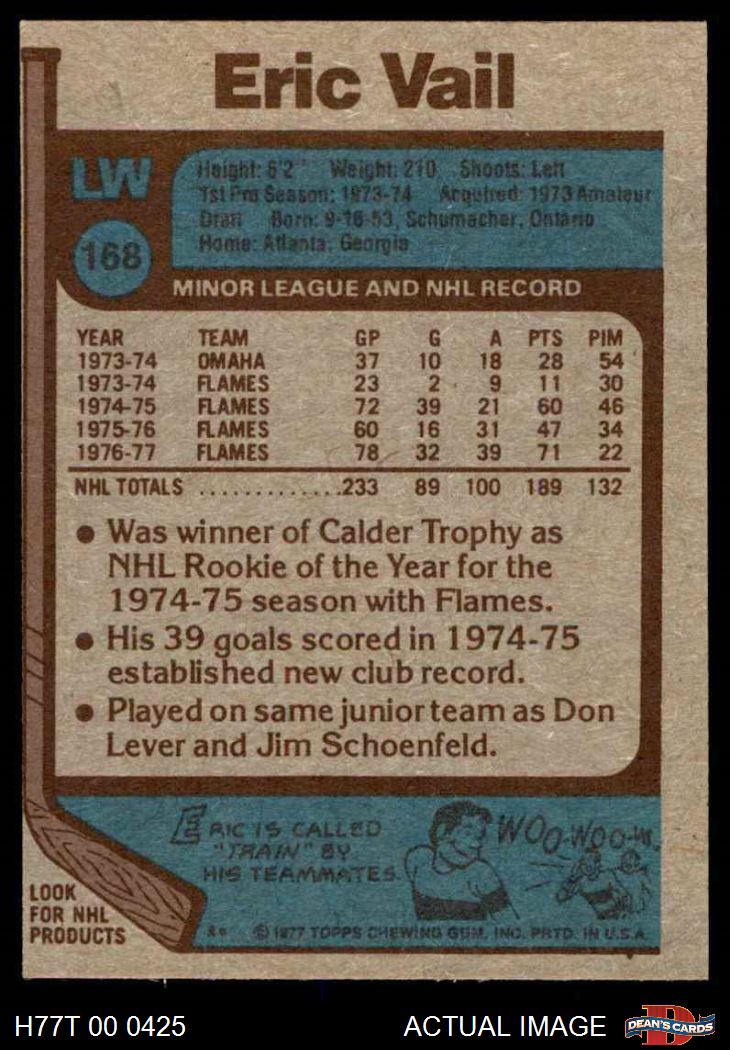 Eric Vail
LW
Height: 6'2" Weight: 210 Shoots: Left
1st Pro Season: 1973-74 Acquired: 1973 Amateur
Draft Born: 9-16-53, Schumacher, Ontario
Home: Atlanta, Georgia
168
MINOR LEAGUE AND NHL RECORD
YEAR TEAM GP G A PTS PIM
1973-74 OMAHA 37 10 18 28 54
1973-74 FLAMES 23 2 9 11 30
1974-75 FLAMES 72 39 21 60 46
1975-76 FLAMES 60 16 31 47 34
1976-77 FLAMES 78 32 39 71 22
NHL TOTALS .............. 233 89 100 189 132
• Was winner of Calder Trophy as
NHL Rookie of the Year for the
1974-75 season with Flames.
• His 39 goals scored in 1974-75
established new club record.
• Played on same junior team as Don
Lever and Jim Schoenfeld.
ERIC IS CALLED
"TRAIN" BY
HIS TEAMMATES.
WOO-WOO-W.
LOOK
FOR NHL
PRODUCTS
© 1977 TOPPS CHEWING GUM, INC. PRTD. IN U.S.A.
H77T 00 0425 ACTUAL IMAGE D DEAN'S CARDS